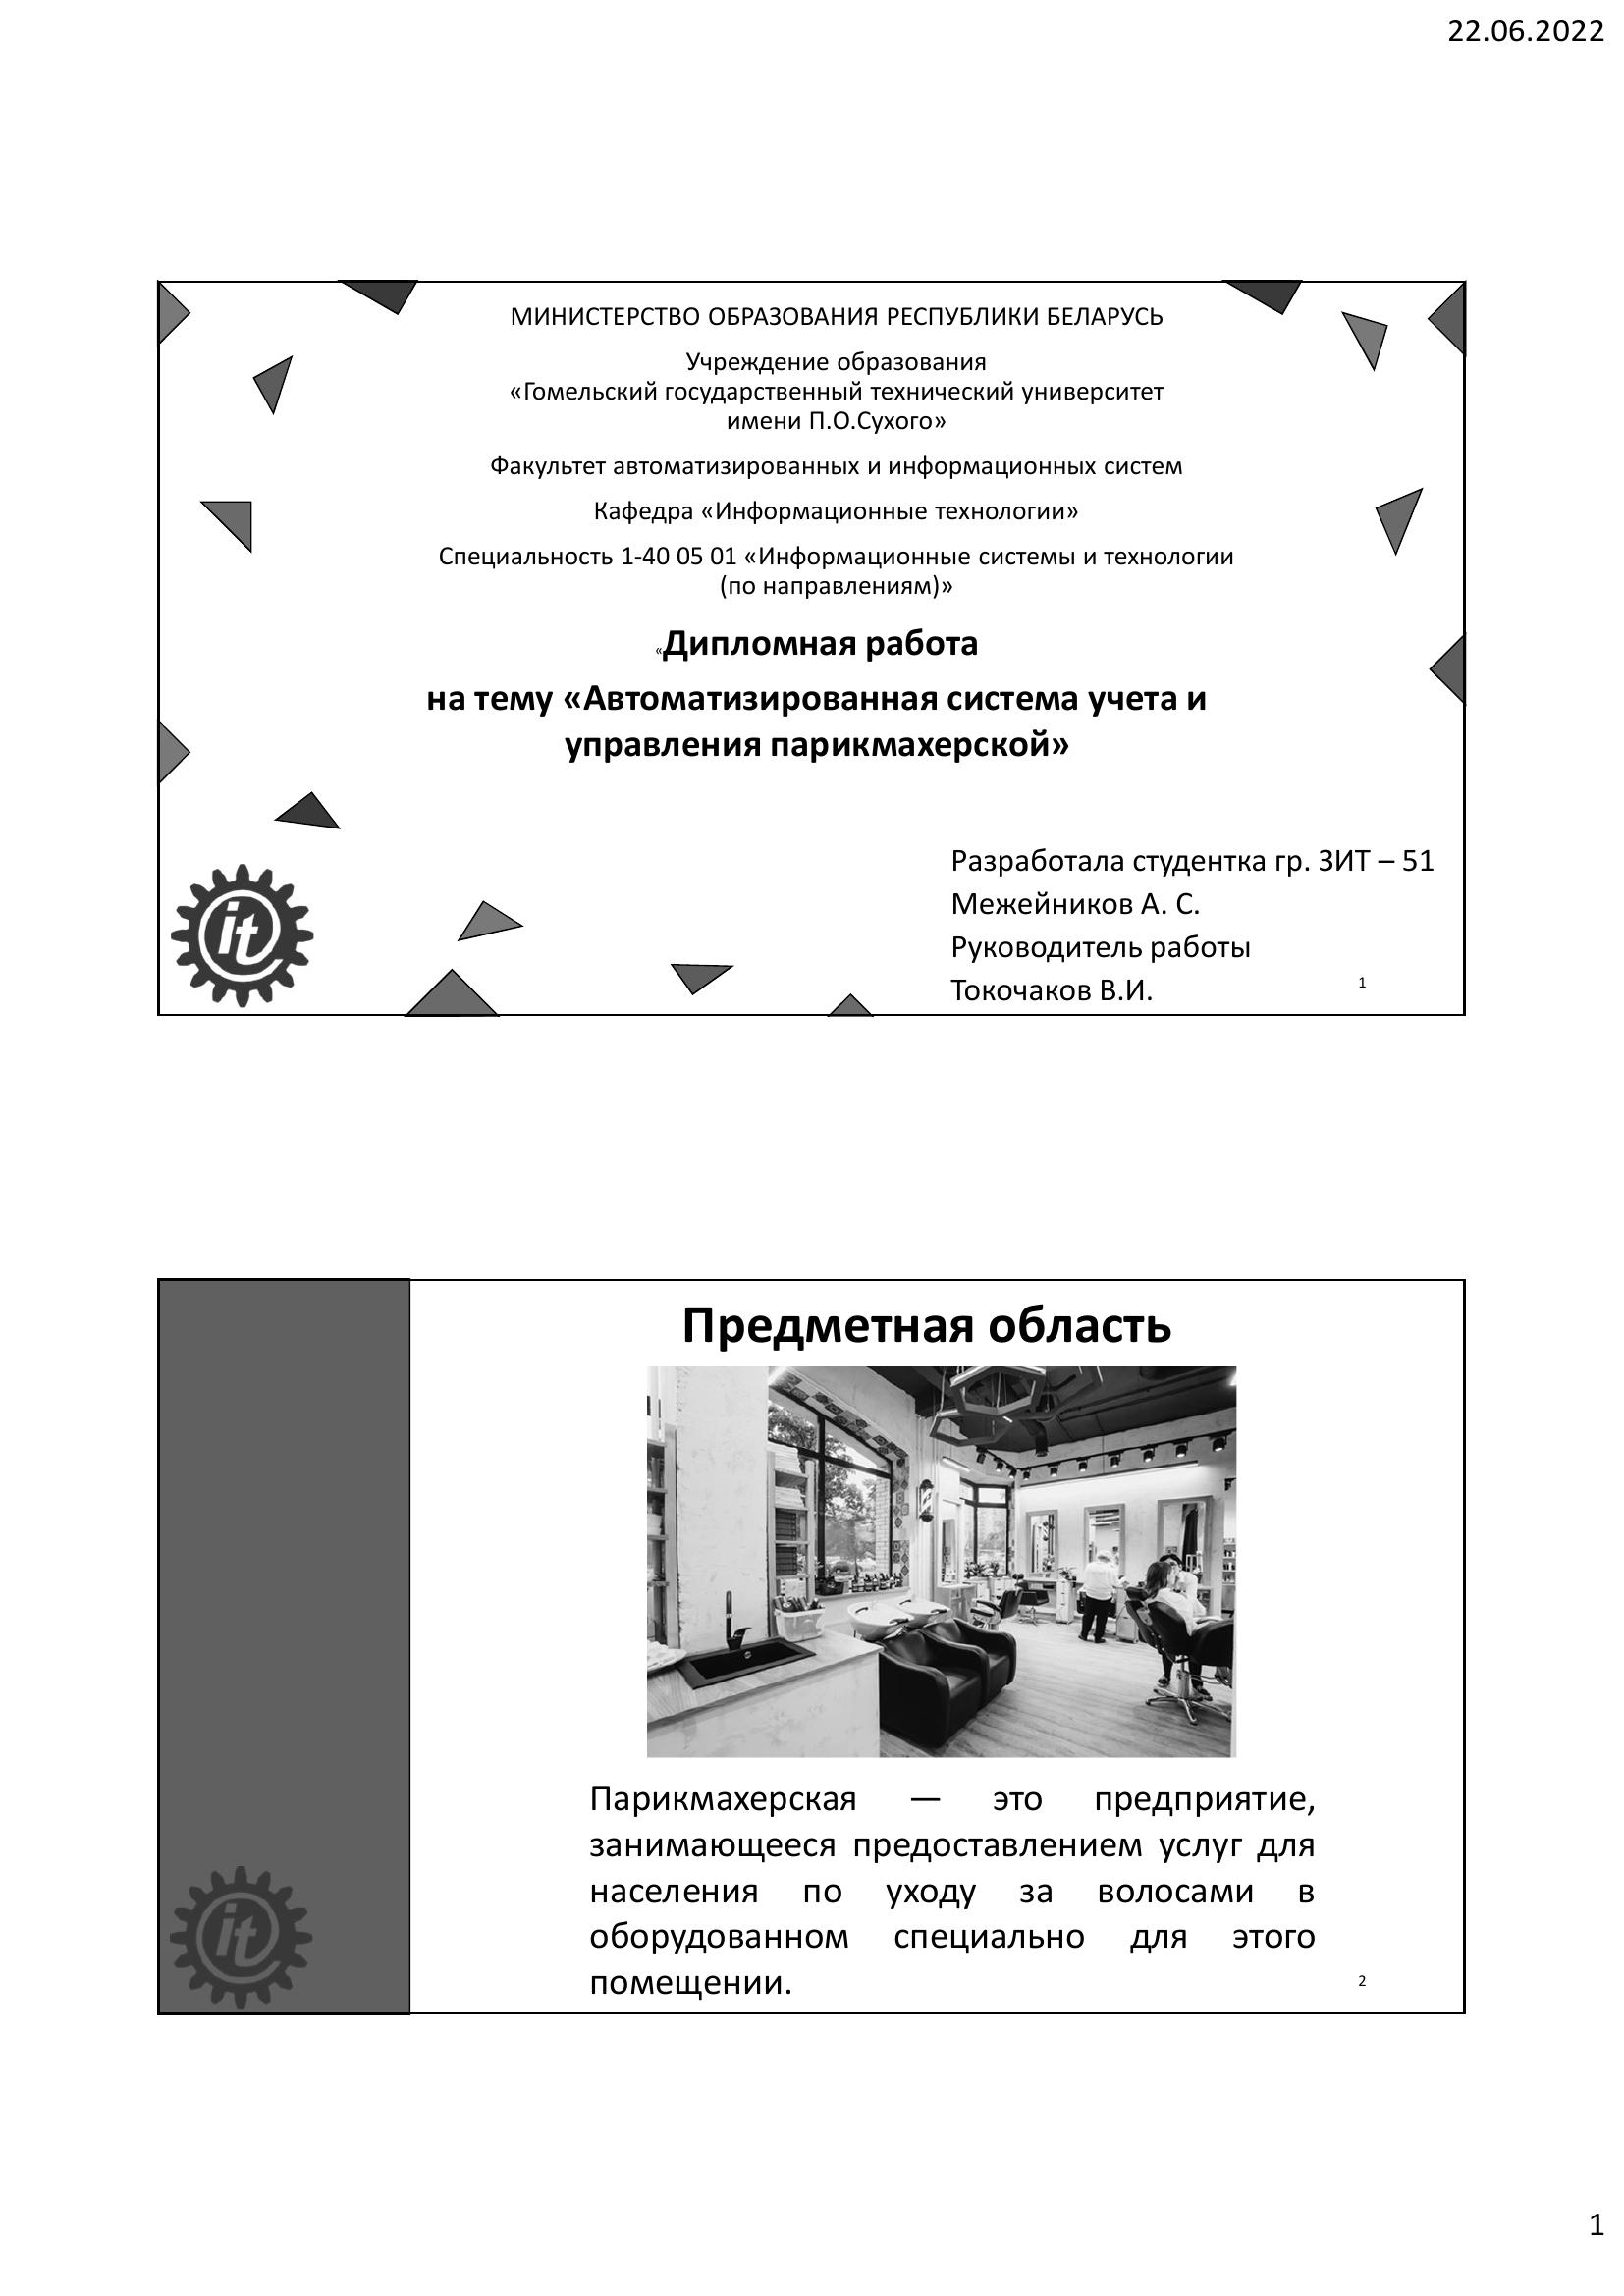 22.06.2022
МИНИСТЕРСТВО ОБРАЗОВАНИЯ РЕСПУБЛИКИ БЕЛАРУСЬ
Учреждение образования
«Гомельский государственный технический университет
имени П.О.Сухого»
Факультет автоматизированных и информационных систем
Кафедра «Информационные технологии»
Специальность 1-40 05 01 «Информационные системы и технологии
(по направлениям)»
«Дипломная работа
на тему «Автоматизированная система учета и
управления парикмахерской»
Разработала студентка гр. ЗИТ – 51
Межейников А. С.
Руководитель работы
Токочаков В.И.
1
it
Предметная область
Парикмахерская — это предприятие,
занимающееся предоставлением услуг для
населения по уходу за волосами в
оборудованном специально для этого
помещении.
2
it
1